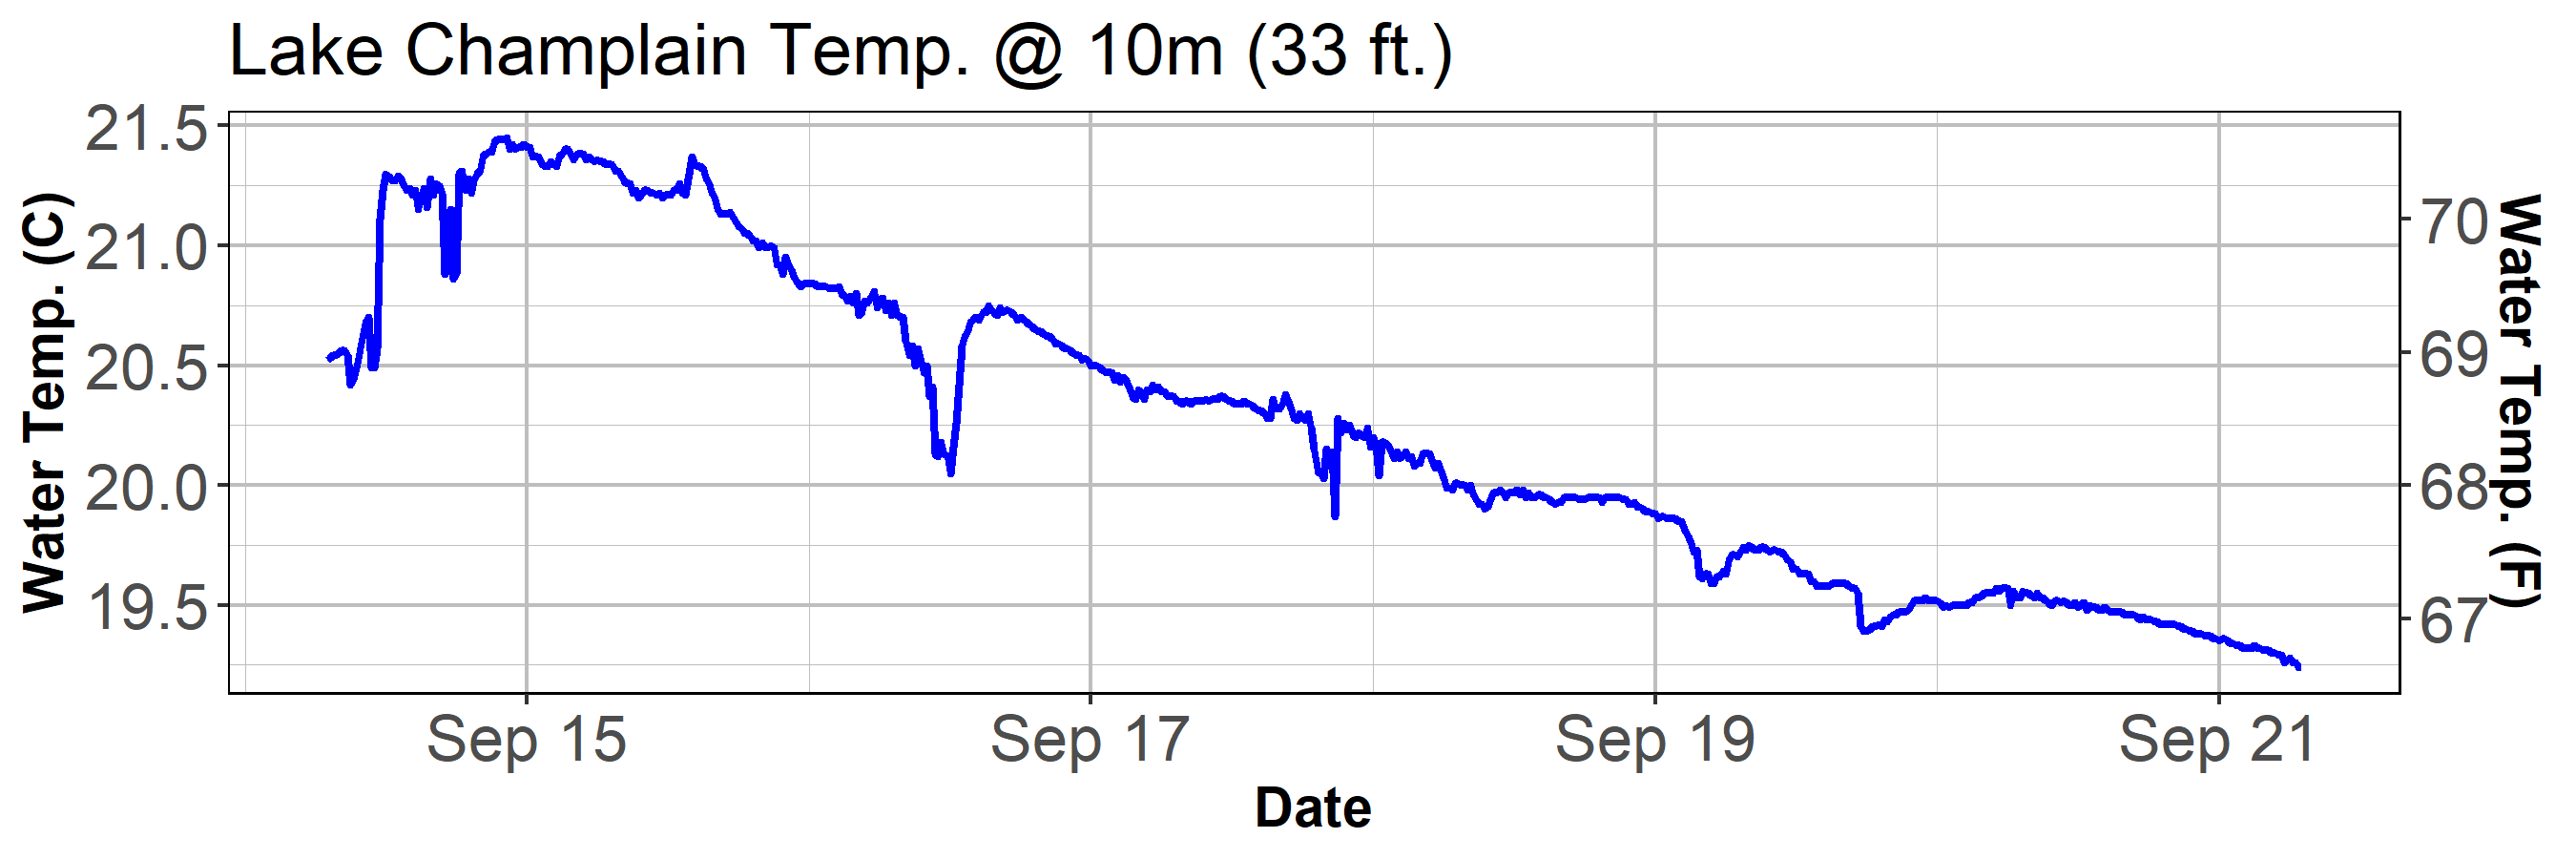 Lake Champlain Temp. @ 10m (33 ft.)
Water Temp. (C)
21.5
21.0
20.5
20.0
19.5
70
69
68
67
Water Temp. (F)
Sep 15
Sep 17
Sep 19
Sep 21
Date